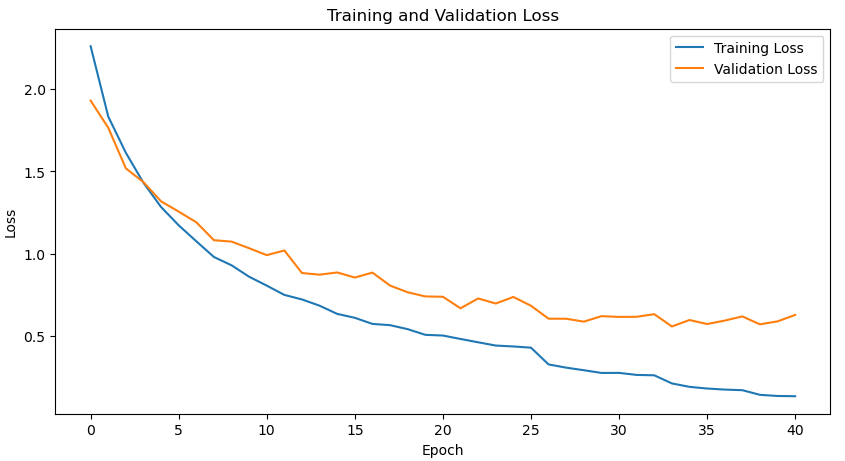 Training and Validation Loss
Training Loss
Validation Loss
Loss
2.0
1.5
1.0
0.5
0 5 10 15 20 25 30 35 40
Epoch